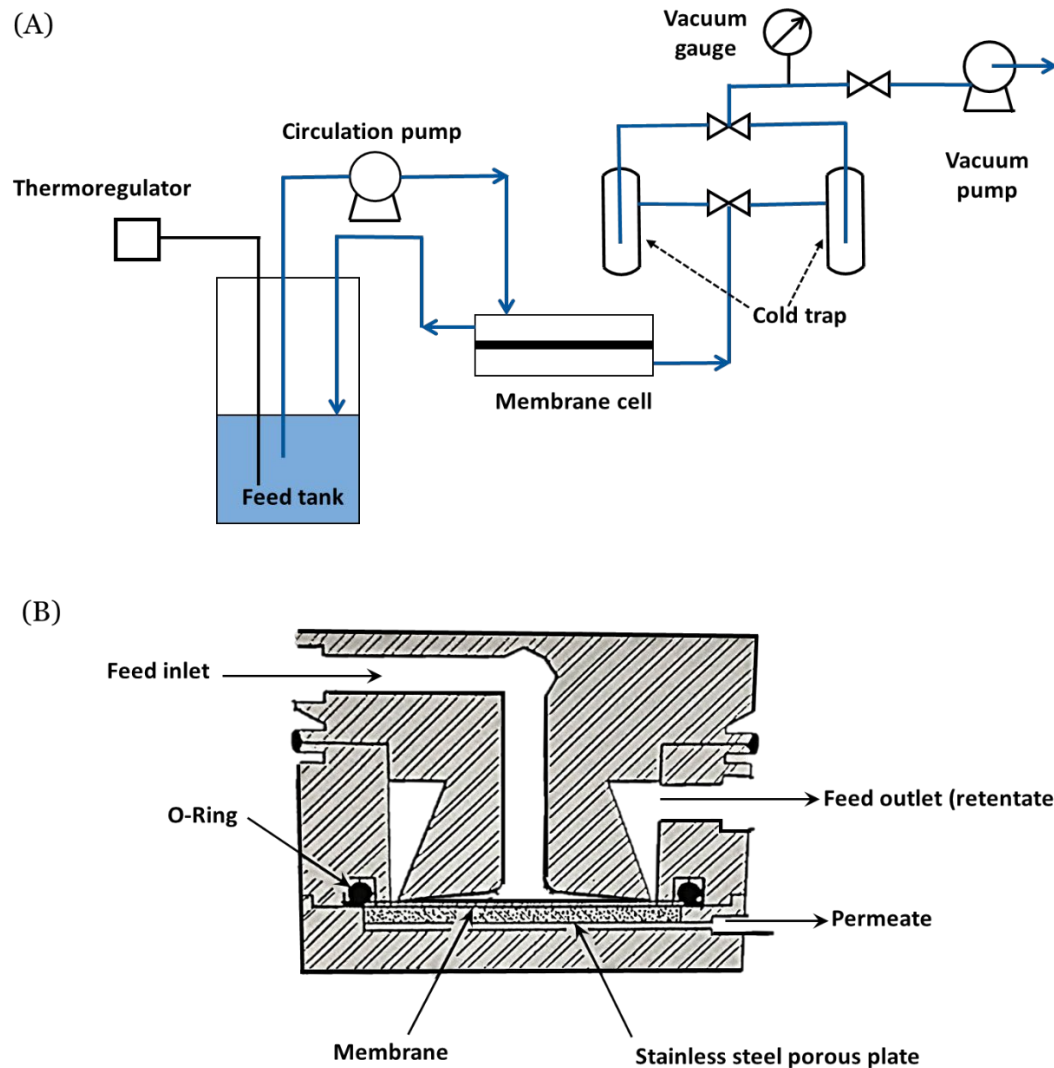 (A)
Vacuum
gauge
Circulation pump
Vacuum
pump
Thermoregulator
Cold trap
Membrane cell
Feed tank
(B)
Feed inlet
Feed outlet (retentate
O-Ring
Permeate
Membrane
Stainless steel porous plate